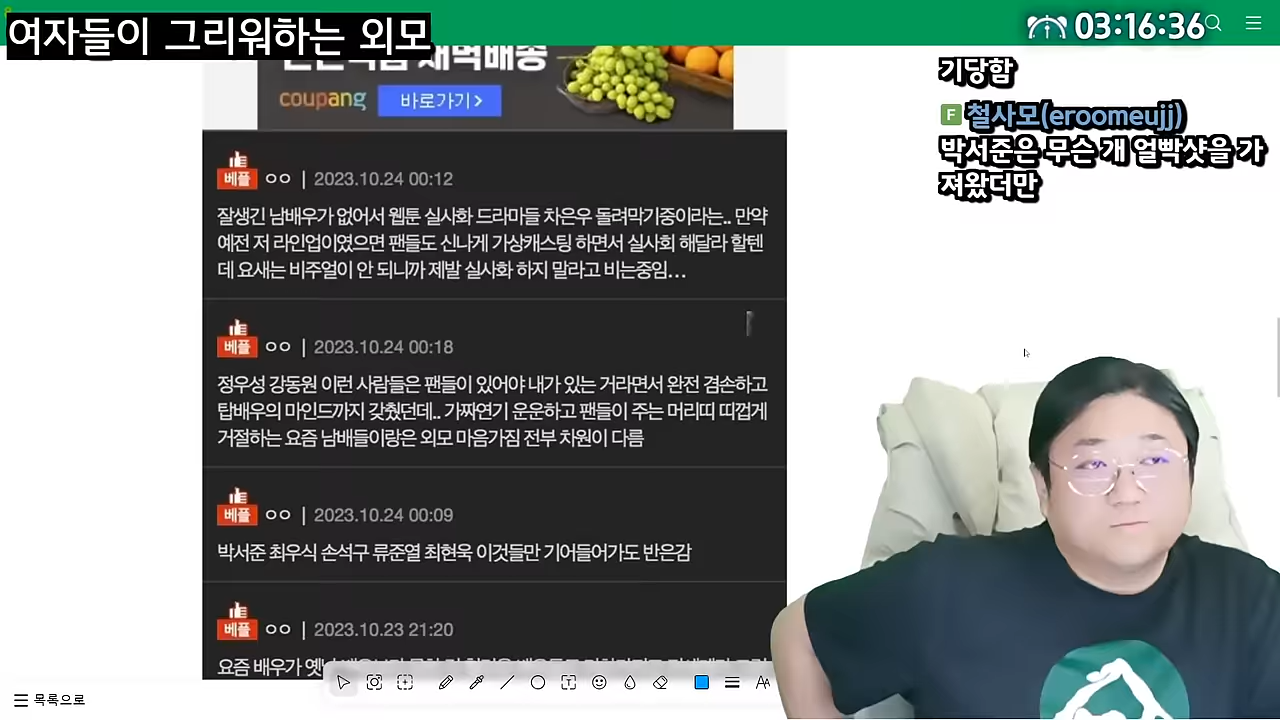 여자들이 그리워하는 외모
03:16:36
기당함
F 철사모(eroomeujj)
박서준은 무슨 개 얼빡샷을 가
져왔더만
새벽배송
coupang 바로가기>
베플 ㅇㅇ | 2023.10.24 00:12
잘생긴 남배우가 없어서 웹툰 실사화 드라마들 차은우 돌려막기중이라는.. 만약
예전 저 라인업이였으면 팬들도 신나게 가상캐스팅 하면서 실사회 해달라 할텐
데 요새는 비주얼이 안 되니까 제발 실사화 하지 말라고 비는중임...
베플 ㅇㅇ | 2023.10.24 00:18
정우성 강동원 이런 사람들은 팬들이 있어야 내가 있는 거라면서 완전 겸손하고
탑배우의 마인드까지 갖췄던데.. 가짜연기 운운하고 팬들이 주는 머리띠 띠껍게
거절하는 요즘 남배들이랑은 외모 마음가짐 전부 차원이 다름
베플 ㅇㅇ | 2023.10.24 00:09
박서준 최우식 손석구 류준열 최현욱 이것들만 기어들어가도 반은감
베플 ㅇㅇ | 2023.10.23 21:20
요즘 배우가
목록으로